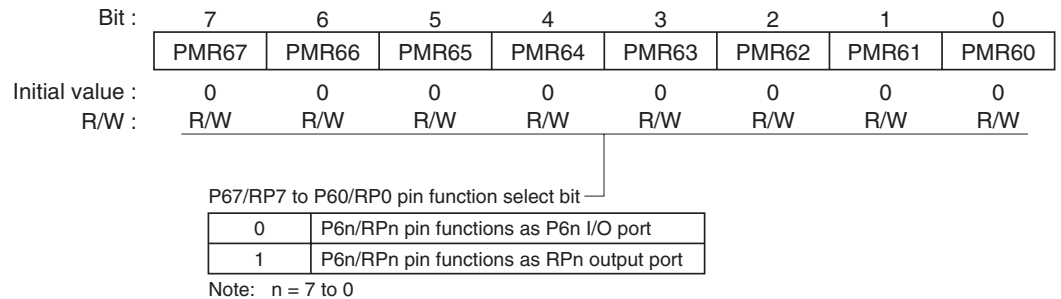 Bit : 7 6 5 4 3 2 1 0
PMR67 PMR66 PMR65 PMR64 PMR63 PMR62 PMR61 PMR60
Initial value : 0 0 0 0 0 0 0 0
R/W : R/W R/W R/W R/W R/W R/W R/W R/W
P67/RP7 to P60/RP0 pin function select bit
0 P6n/RPn pin functions as P6n I/O port
1 P6n/RPn pin functions as RPn output port
Note: n = 7 to 0